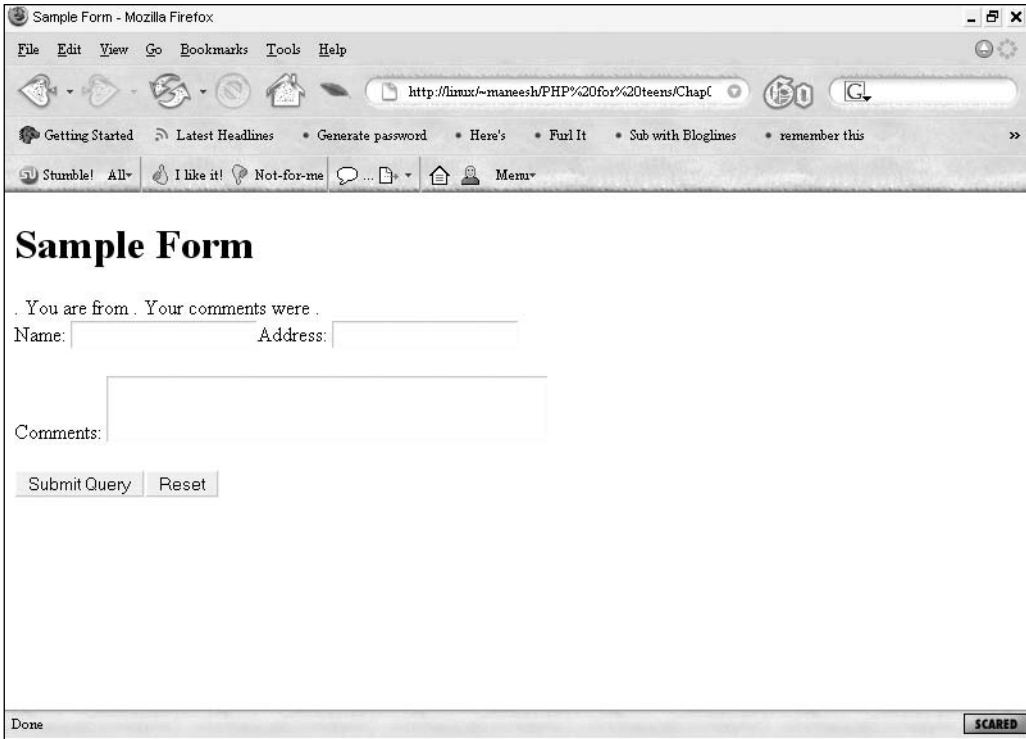 Sample Form - Mozilla Firefox
File Edit View Go Bookmarks Tools Help
http://linux/~maneesh/PHP%20for%20teens/Chap( G
Getting Started Latest Headlines Generate password Here's Furl It Sub with Bloglines remember this »
Stumble! All I like it! Not-for-me ... Menu
Sample Form
. You are from . Your comments were .
Name: Address:
Comments:
Submit Query Reset
Done SCARED